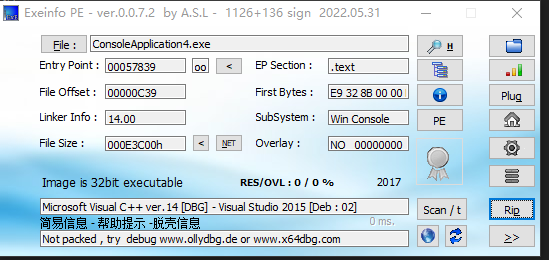 Exeinfo PE - ver.0.0.7.2 by A.S.L - 1126+136 sign 2022.05.31
File : ConsoleApplication4.exe H
Entry Point : 00057839 oo < EP Section : .text
File Offset : 00000C39 First Bytes : E9 32 8B 00 00 Plug
Linker Info : 14.00 SubSystem : Win Console PE
File Size : 000E3C00h < NET Overlay : NO 00000000
Image is 32bit executable RES/OVL : 0 / 0 % 2017
Microsoft Visual C++ ver.14 [DBG] - Visual Studio 2015 [Deb : 02] Scan / t Rip
简易信息 - 帮助提示 -脱壳信息 0 ms.
Not packed , try debug www.ollydbg.de or www.x64dbg.com >>